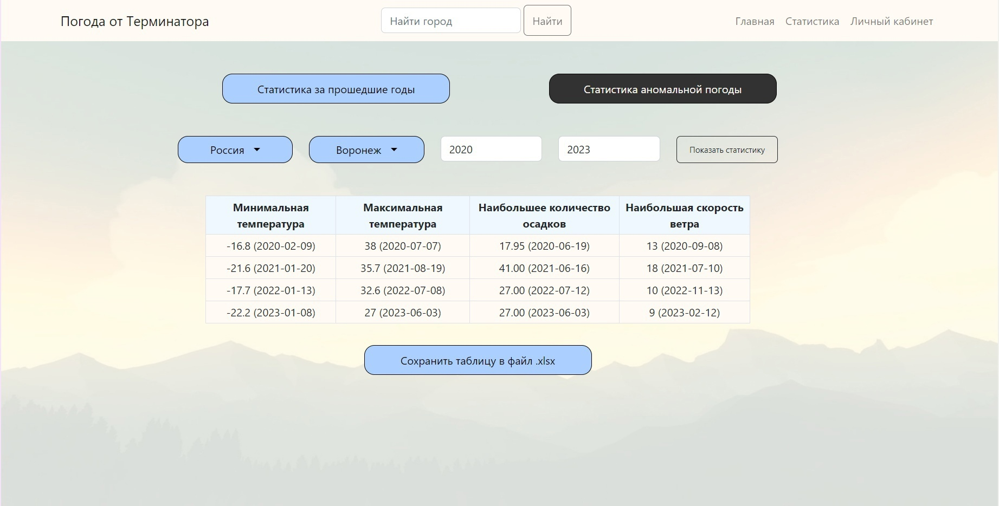 Погода от Терминатора
Найти город
Найти
Главная Статистика Личный кабинет
Статистика за прошедшие годы
Статистика аномальной погоды
Россия
Воронеж
2020
2023
Показать статистику
Минимальная температура Максимальная температура Наибольшее количество осадков Наибольшая скорость ветра
-16.8 (2020-02-09) 38 (2020-07-07) 17.95 (2020-06-19) 13 (2020-09-08)
-21.6 (2021-01-20) 35.7 (2021-08-19) 41.00 (2021-06-16) 18 (2021-07-10)
-17.7 (2022-01-13) 32.6 (2022-07-08) 27.00 (2022-07-12) 10 (2022-11-13)
-22.2 (2023-01-08) 27 (2023-06-03) 27.00 (2023-06-03) 9 (2023-02-12)
Сохранить таблицу в файл .xlsx